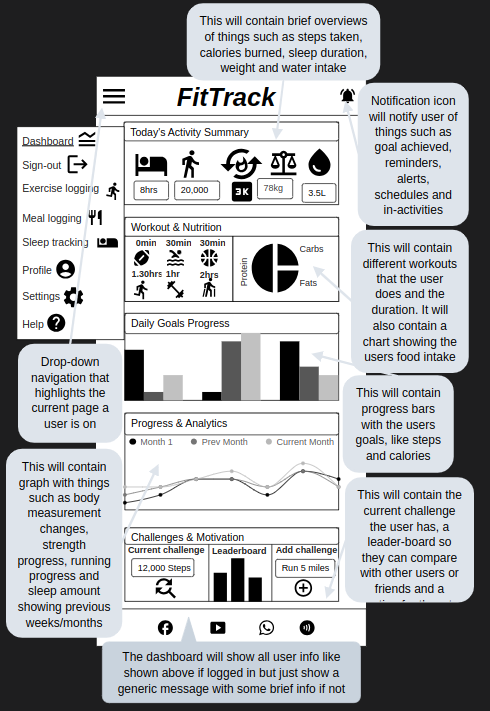 This will contain brief overviews
of things such as steps taken,
calories burned, sleep duration,
weight and water intake
FitTrack
Notification icon
will notify user of
things such as
goal achieved,
reminders,
alerts,
schedules and
in-activities
Dashboard
Sign-out
Exercise logging
Meal logging
Sleep tracking
Profile
Settings
Help
Today's Activity Summary
8hrs
20,000
3K
78kg
3.5L
Workout & Nutrition
0min 30min 30min
1.30hrs 1hr 2hrs
Protein
Carbs
Fats
This will contain
different workouts
that the user
does and the
duration. It will
also contain a
chart showing the
users food intake
Daily Goals Progress
Drop-down
navigation that
highlights the
current page a
user is on
This will contain
progress bars
with the users
goals, like steps
and calories
Progress & Analytics
Month 1 Prev Month Current Month
This will contain
graph with things
such as body
measurement
changes,
strength
progress, running
progress and
sleep amount
showing previous
weeks/months
This will contain the
current challenge
the user has, a
leader-board so
they can compare
with other users or
friends and a
Challenges & Motivation
Current challenge
12,000 Steps
Leaderboard
Add challenge
Run 5 miles
The dashboard will show all user info like
shown above if logged in but just show a
generic message with some brief info if not